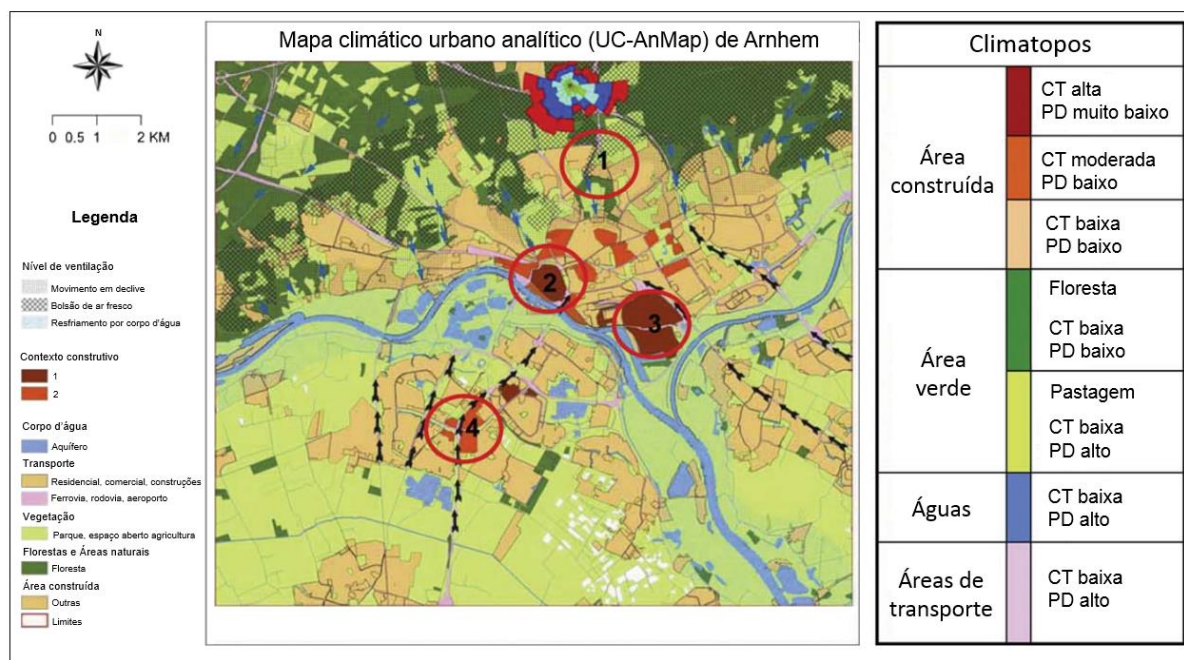 N
0 0.5 1 2 KM
Legenda
Nível de ventilação
Movimento em declive
Bolsão de ar fresco
Resfriamento por corpo d'água
Contexto construtivo
1
2
Corpo d'água
Aquífero
Transporte
Residencial, comercial, construções
Ferrovia, rodovia, aeroporto
Vegetação
Parque, espaço aberto agricultura
Florestas e Áreas naturais
Floresta
Área construída
Outras
Limites
Mapa climático urbano analítico (UC-AnMap) de Arnhem
1
2
3
4
Climatopos
Área
construída
CT alta
PD muito baixo
CT moderada
PD baixo
CT baixa
PD baixo
Área
verde
Floresta
CT baixa
PD baixo
Pastagem
CT baixa
PD alto
Águas
CT baixa
PD alto
Áreas de
transporte
CT baixa
PD alto